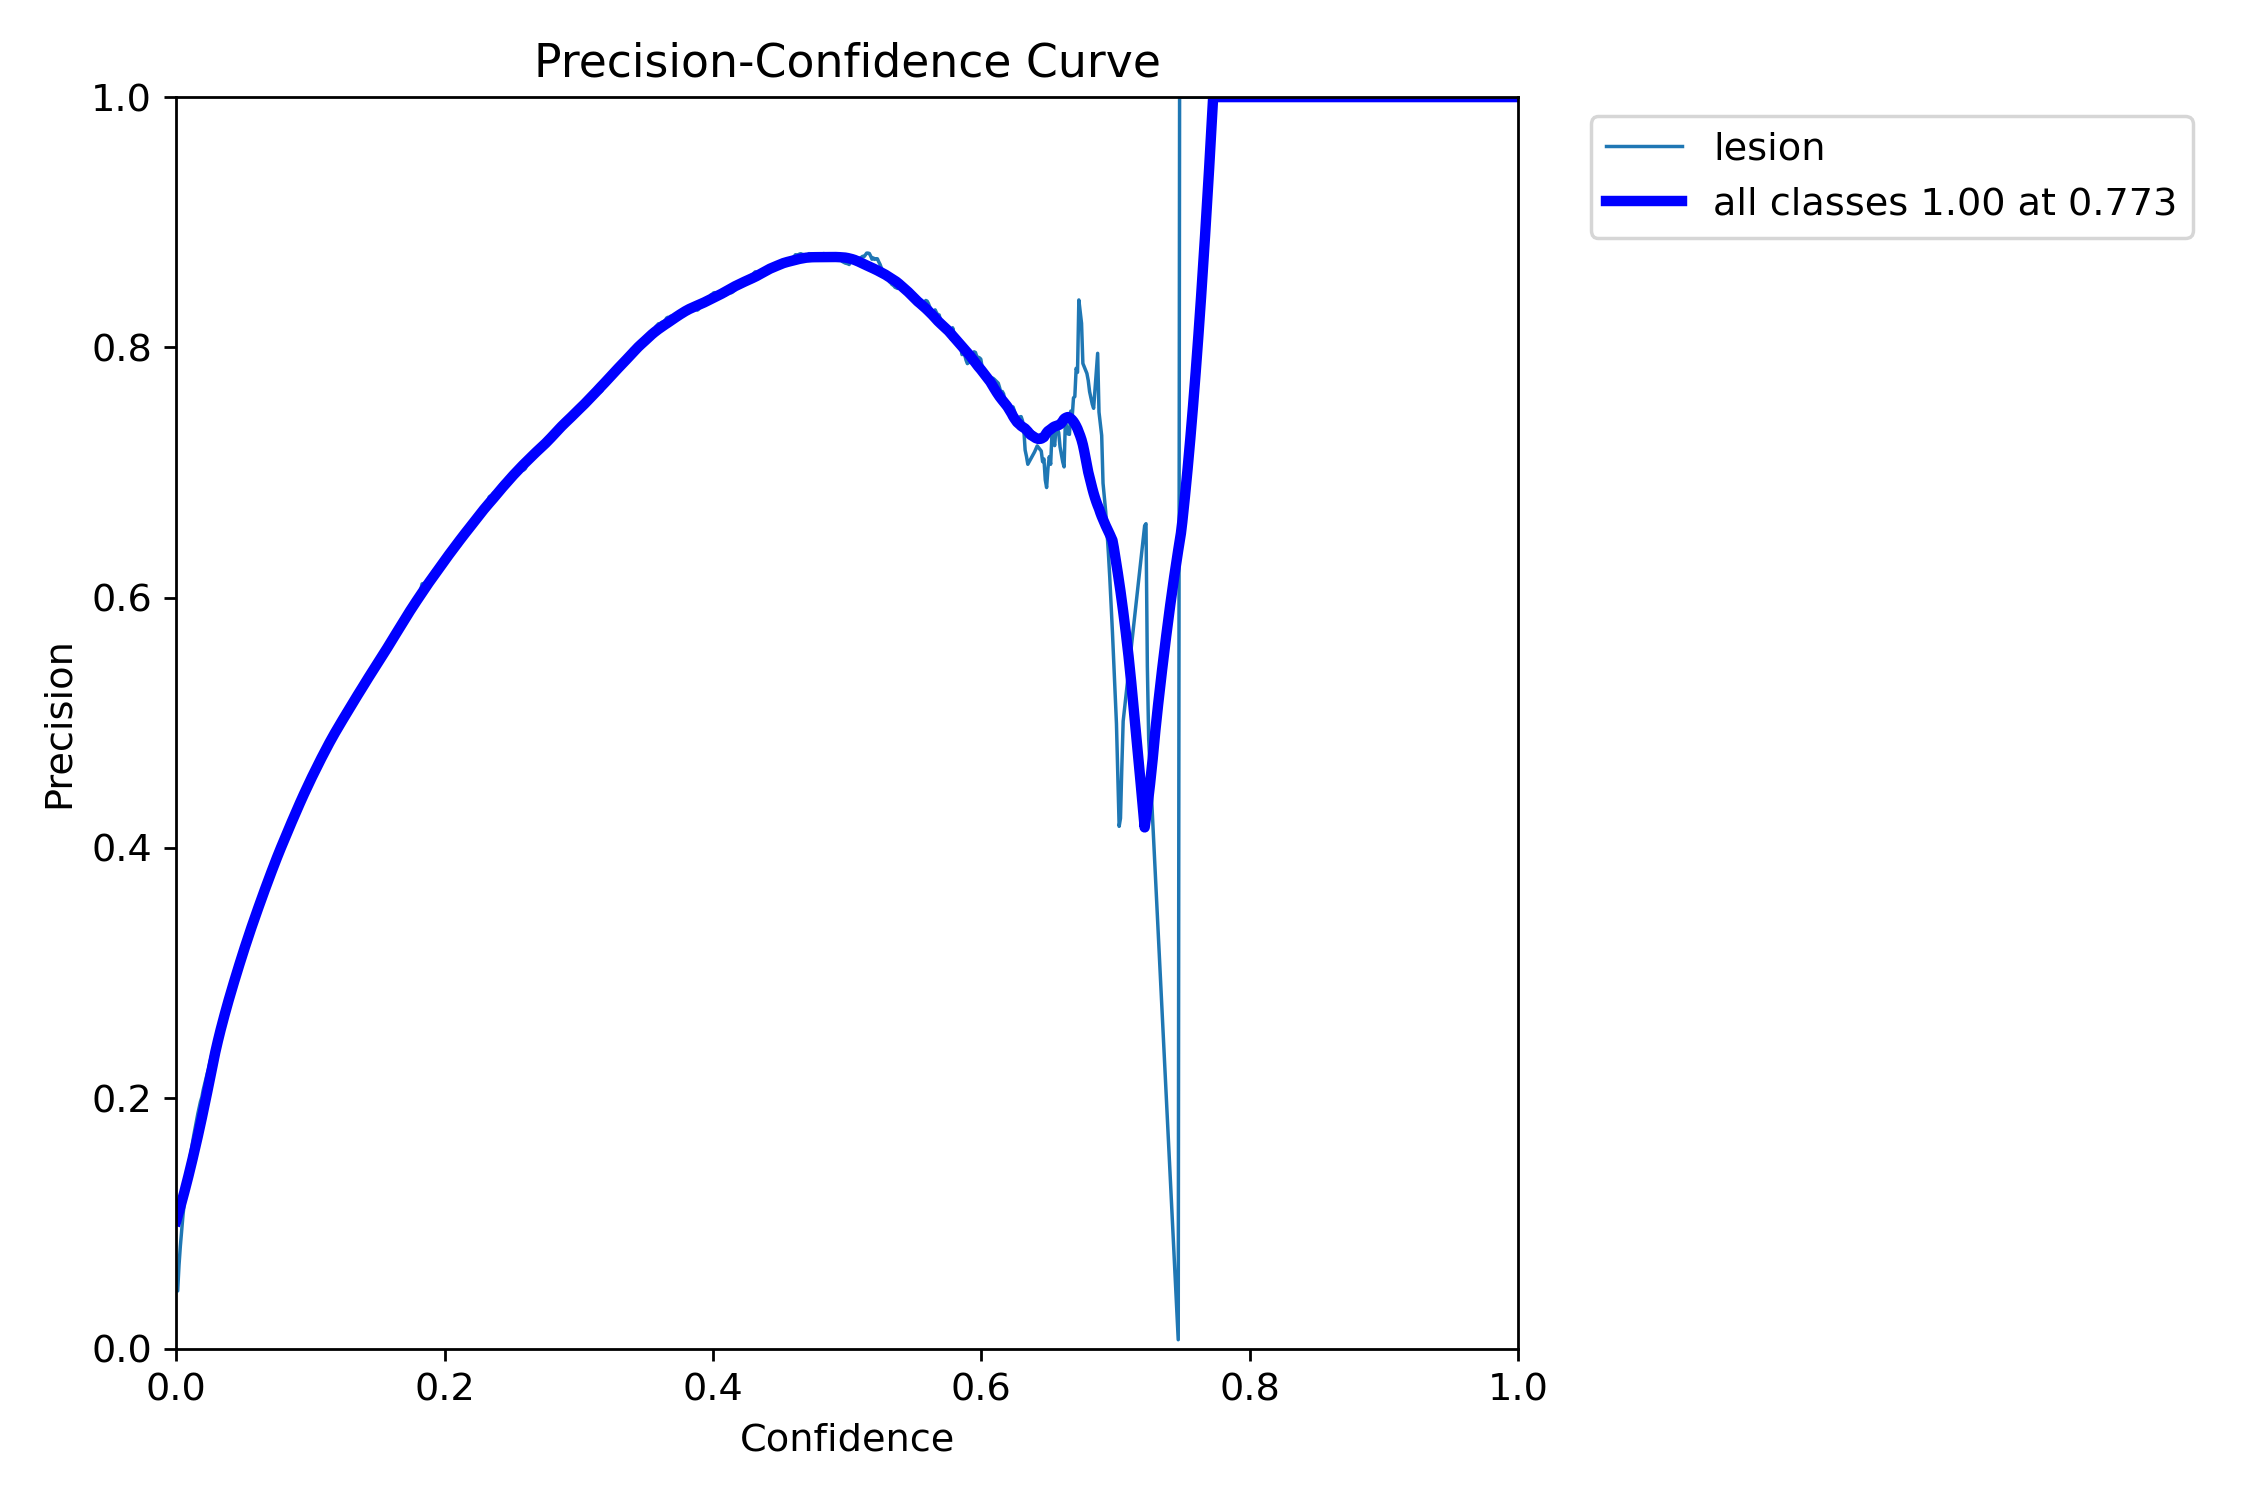 Precision-Confidence Curve
1.0
0.8
0.6
0.4
0.2
0.0
Precision
0.0 0.2 0.4 0.6 0.8 1.0
Confidence
lesion
all classes 1.00 at 0.773